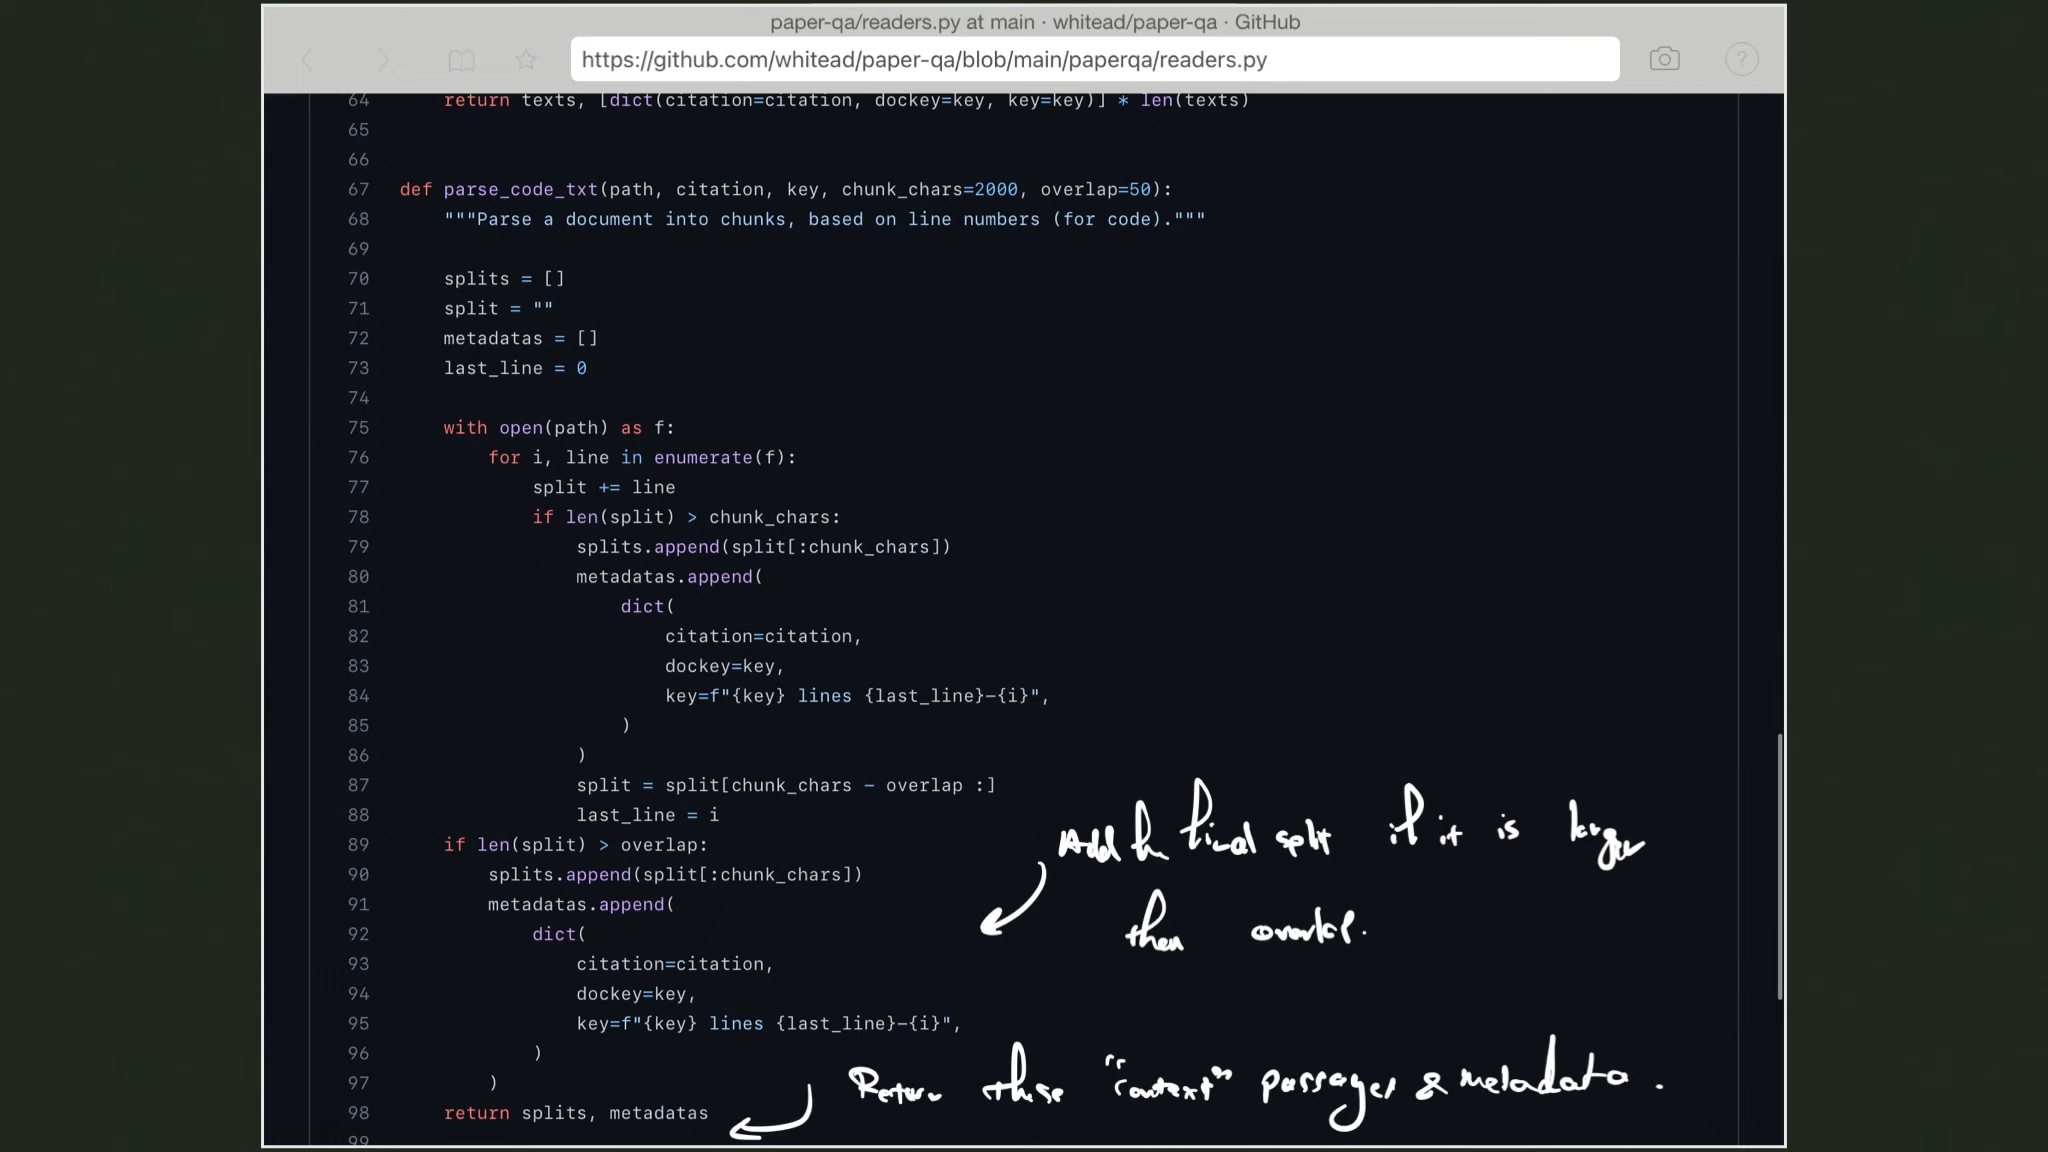 paper-qa/readers.py at main · whitead/paper-qa · GitHub
https://github.com/whitead/paper-qa/blob/main/paperqa/readers.py
?
64 return texts, [dict(citation=citation, dockey=key, key=key)] * len(texts)
65
66
67 def parse_code_txt(path, citation, key, chunk_chars=2000, overlap=50):
68 """Parse a document into chunks, based on line numbers (for code)."""
69
70 splits = []
71 split = ""
72 metadatas = []
73 last_line = 0
74
75 with open(path) as f:
76 for i, line in enumerate(f):
77 split += line
78 if len(split) > chunk_chars:
79 splits.append(split[:chunk_chars])
80 metadatas.append(
81 dict(
82 citation=citation,
83 dockey=key,
84 key=f"{key} lines {last_line}-{i}",
85 )
86 )
87 split = split[chunk_chars - overlap :]
88 last_line = i
89 if len(split) > overlap:
90 splits.append(split[:chunk_chars])
91 metadatas.append(
92 dict(
93 citation=citation,
94 dockey=key,
95 key=f"{key} lines {last_line}-{i}",
96 )
97 )
98 return splits, metadatas
99
Add the final split if it is larger
then overlap.
Return these "context" passages & metadata.